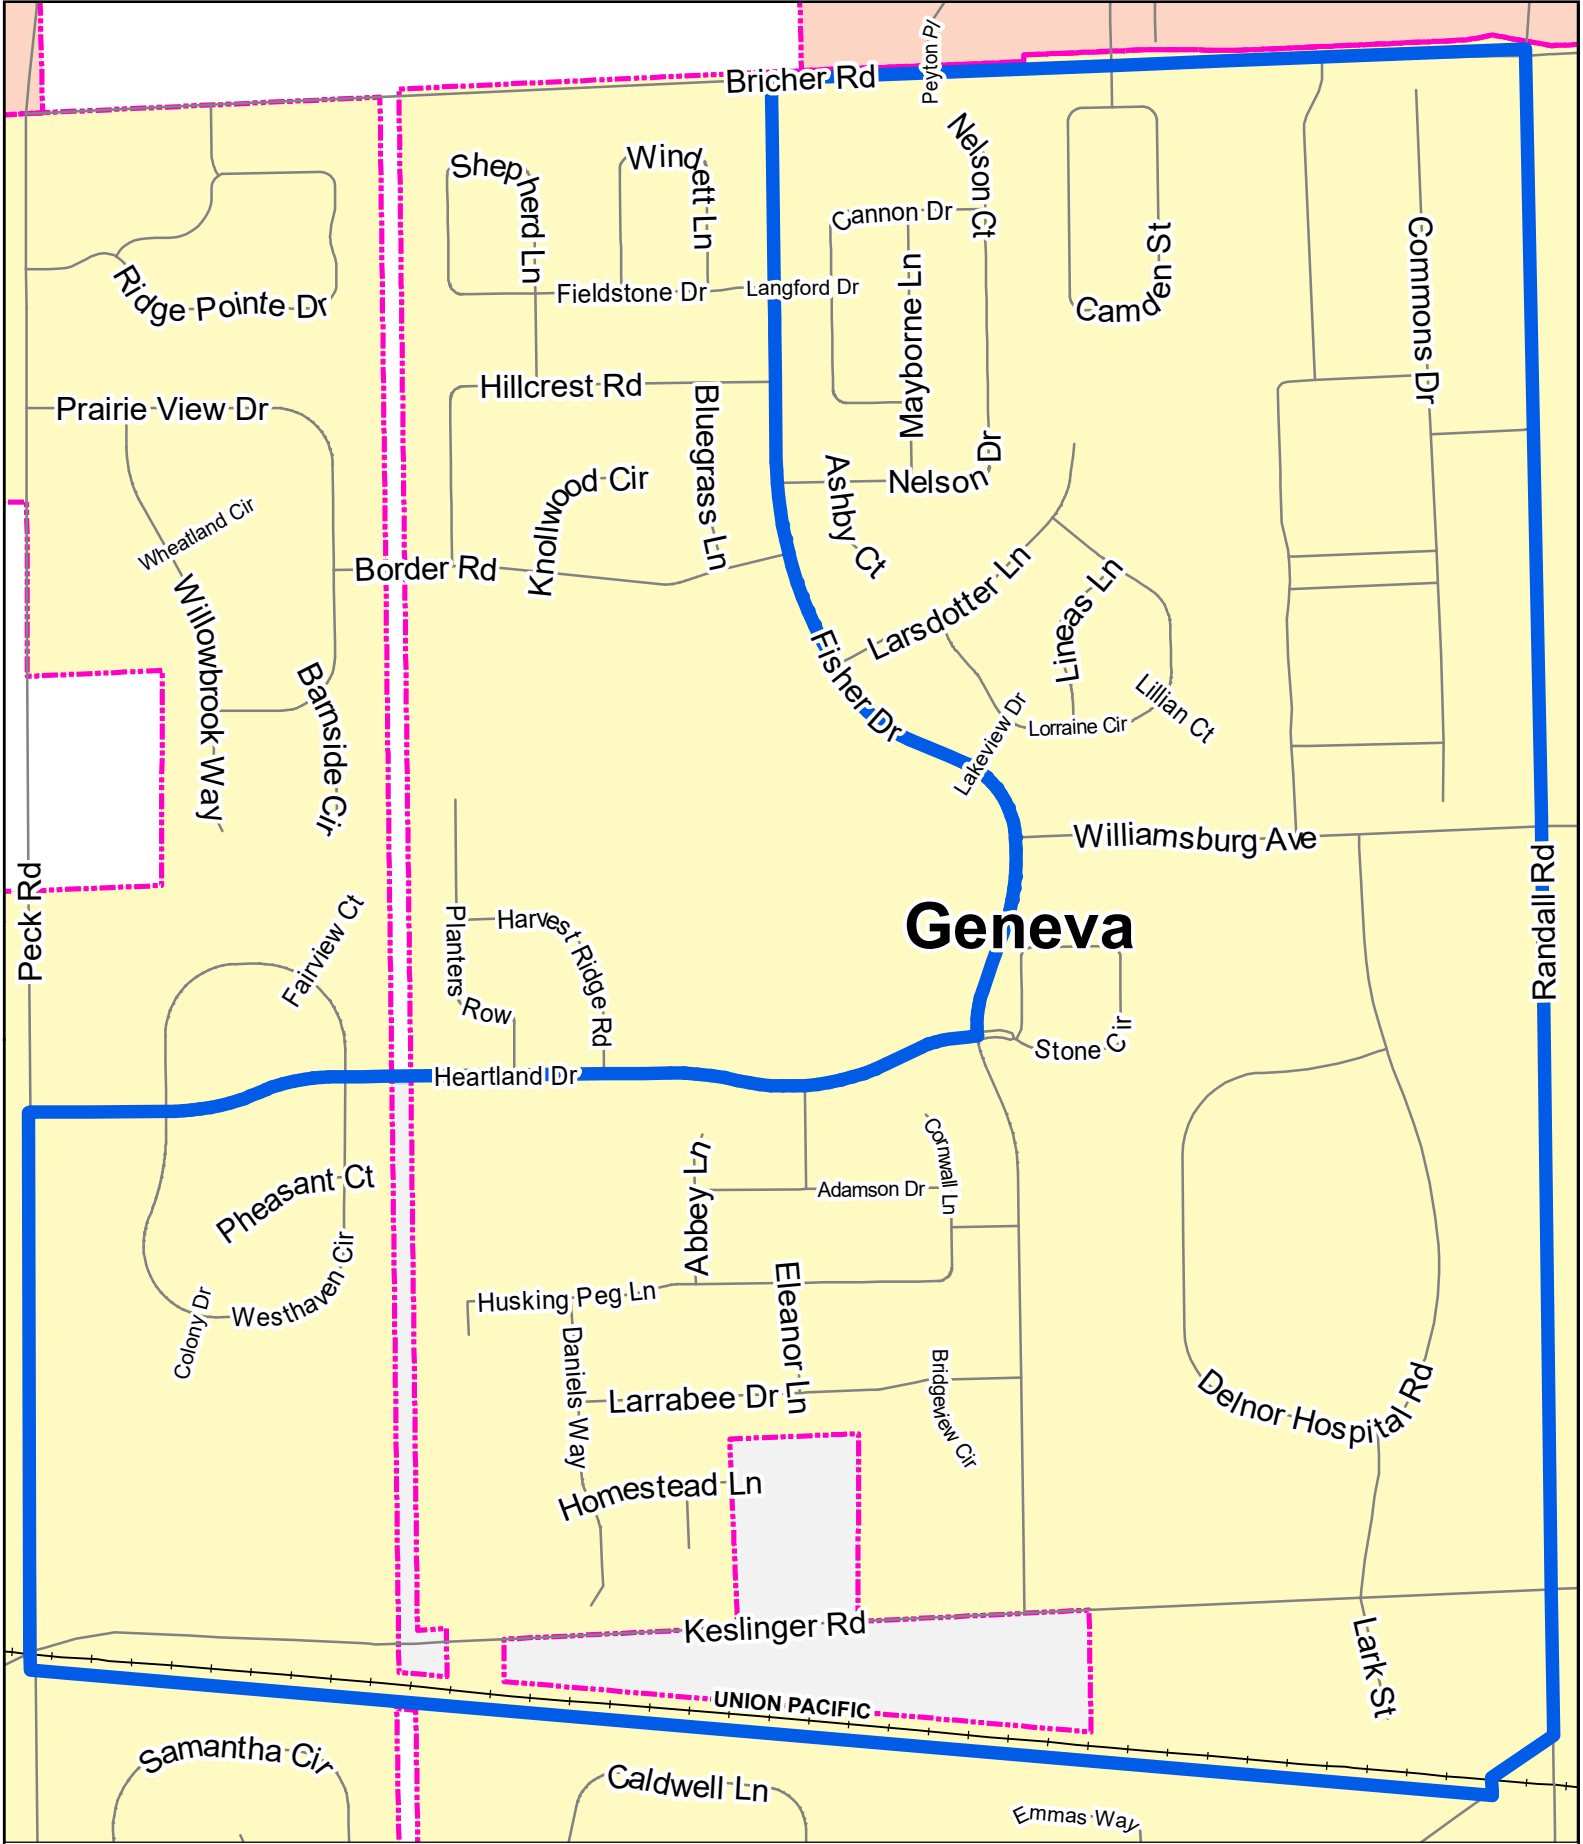 Peyton Pl
Bricher Rd
Nelson Ct
Shepherd Ln
Windett Ln
Cannon Dr
Commons Dr
Camden St
Mayborne Ln
Ridge Pointe Dr
Fieldstone Dr
Langford Dr
Hillcrest Rd
Bluegrass Ln
Prairie View Dr
Knollwood Cir
Ashby Ct
Nelson Dr
Wheatland Cir
Border Rd
Larsdotter Ln
Lineas Ln
Willowbrook Way
Barnside Cir
Fisher Dr
Lakeview Dr
Lorraine Cir
Lillian Ct
Williamsburg Ave
Randall Rd
Peck Rd
Fairview Ct
Planters Row
Harvest Ridge Rd
Geneva
Stone Cir
Heartland Dr
Cornwall Ln
Abbey Ln
Adamson Dr
Pheasant Ct
Westhaven Cir
Colony Dr
Husking Peg Ln
Eleanor Ln
Daniels Way
Larrabee Dr
Bridgeview Cir
Delnor Hospital Rd
Homestead Ln
Keslinger Rd
Lark St
UNION PACIFIC
Samantha Cir
Caldwell Ln
Emmas Way